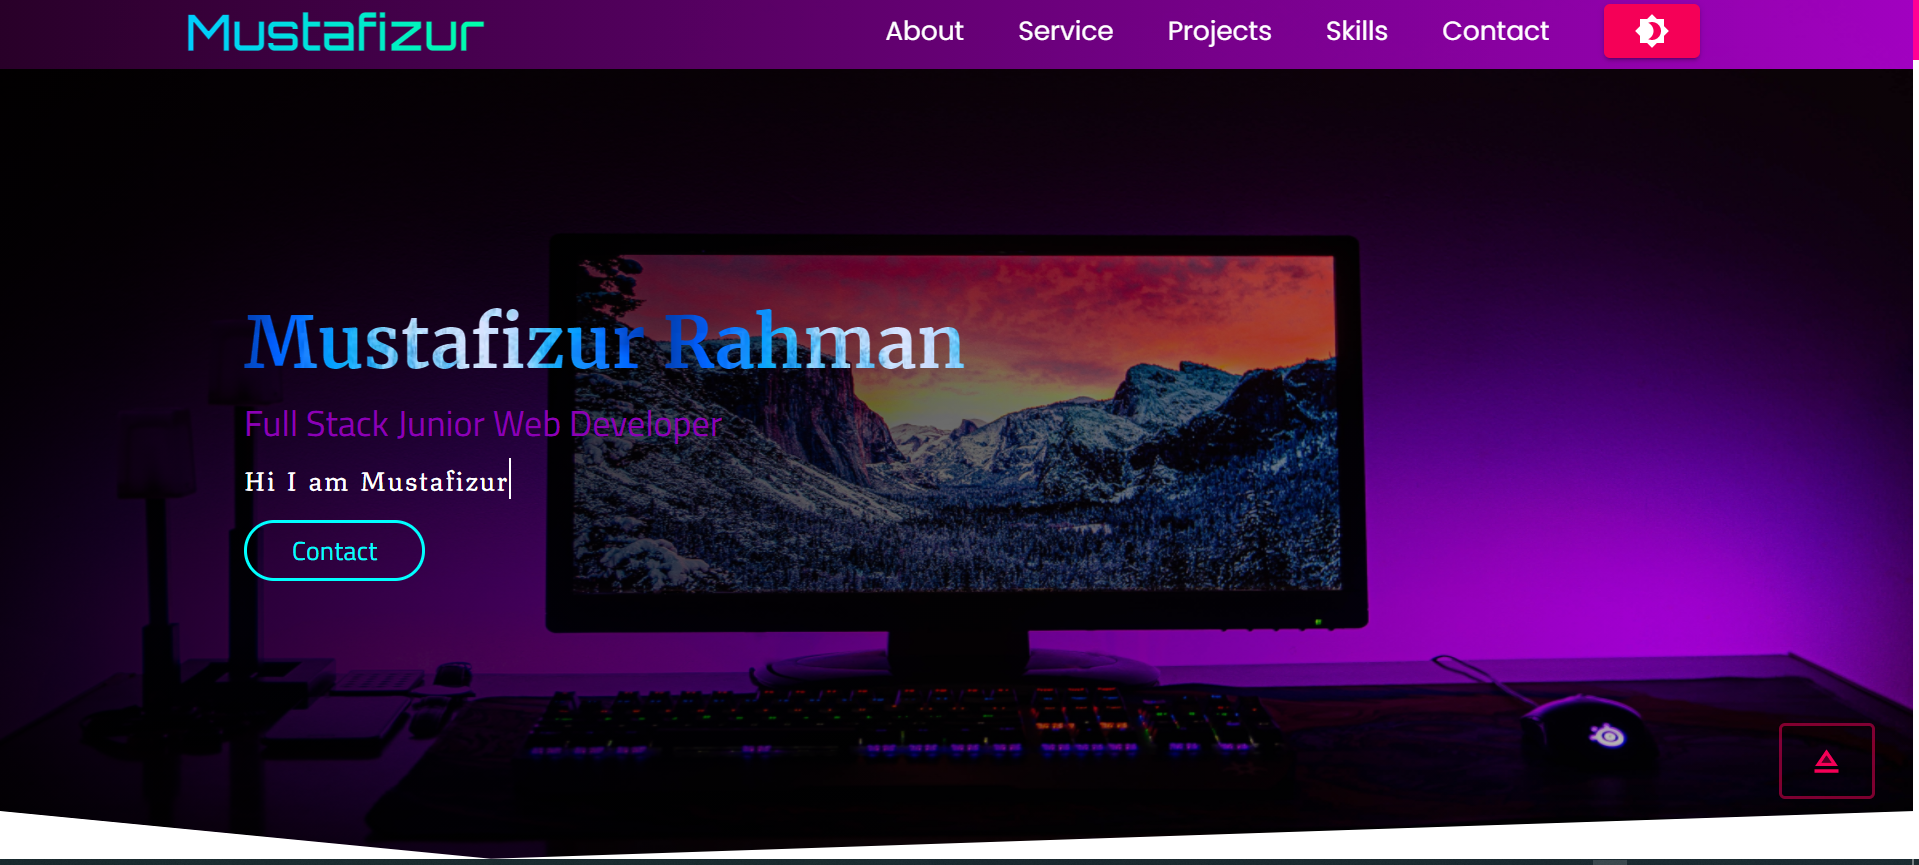 Mustafizur
About Service Projects Skills Contact
Mustafizur Rahman
Full Stack Junior Web Developer
Hi I am Mustafizur
Contact